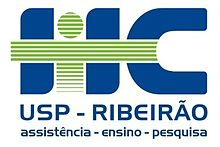 HC
USP - RIBEIRÃO
assistência - ensino - pesquisa